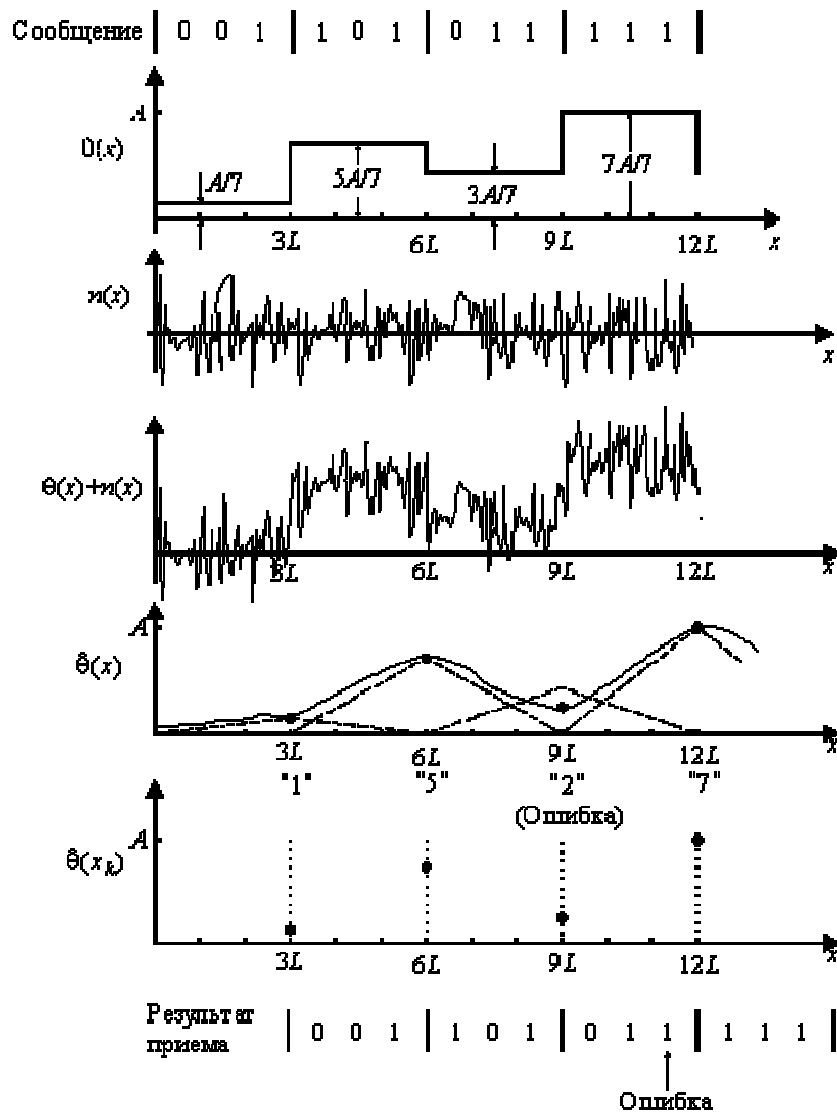 Сообщение 0 0 1 1 0 1 0 1 1 1 1 1
A
Θ(x)
A/7 5A/7 3A/7 7A/7
3L 6L 9L 12L x
n(x)
x
Θ(x)+n(x)
3L 6L 9L 12L x
A
θ̂(x)
3L 6L 9L 12L x
"1" "5" "2" "7"
(Ошибка)
A
θ̂(xk)
3L 6L 9L 12L x
Результат
приема
0 0 1 1 0 1 0 1 1 1 1 1
Ошибка